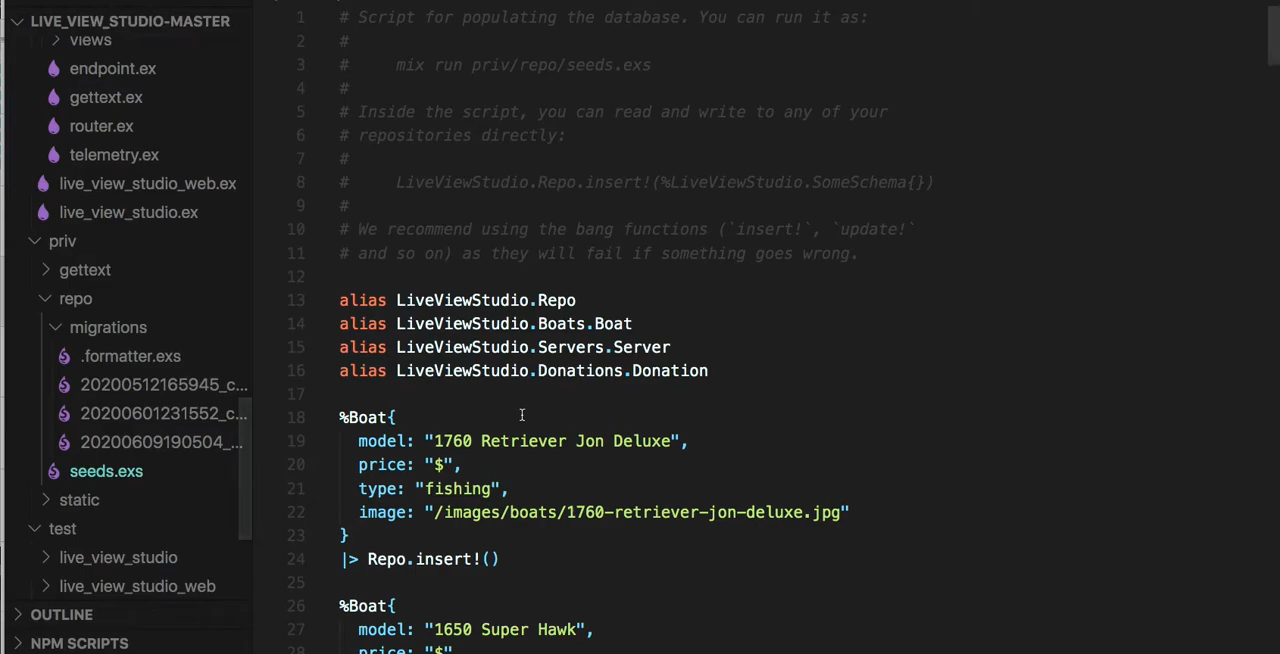 LIVE_VIEW_STUDIO-MASTER
views
endpoint.ex
gettext.ex
router.ex
telemetry.ex
live_view_studio_web.ex
live_view_studio.ex
priv
gettext
repo
migrations
.formatter.exs
20200512165945_c...
20200601231552_c...
20200609190504_...
seeds.exs
static
test
live_view_studio
live_view_studio_web
OUTLINE
NPM SCRIPTS
1 # Script for populating the database. You can run it as:
2 #
3 #     mix run priv/repo/seeds.exs
4 #
5 # Inside the script, you can read and write to any of your
6 # repositories directly:
7 #
8 #     LiveViewStudio.Repo.insert!(%LiveViewStudio.SomeSchema{})
9 #
10 # We recommend using the bang functions (`insert!`, `update!`
11 # and so on) as they will fail if something goes wrong.
12
13 alias LiveViewStudio.Repo
14 alias LiveViewStudio.Boats.Boat
15 alias LiveViewStudio.Servers.Server
16 alias LiveViewStudio.Donations.Donation
17
18 %Boat{
19   model: "1760 Retriever Jon Deluxe",
20   price: "$",
21   type: "fishing",
22   image: "/images/boats/1760-retriever-jon-deluxe.jpg"
23 }
24 |> Repo.insert!()
25
26 %Boat{
27   model: "1650 Super Hawk",
28   price: "$"